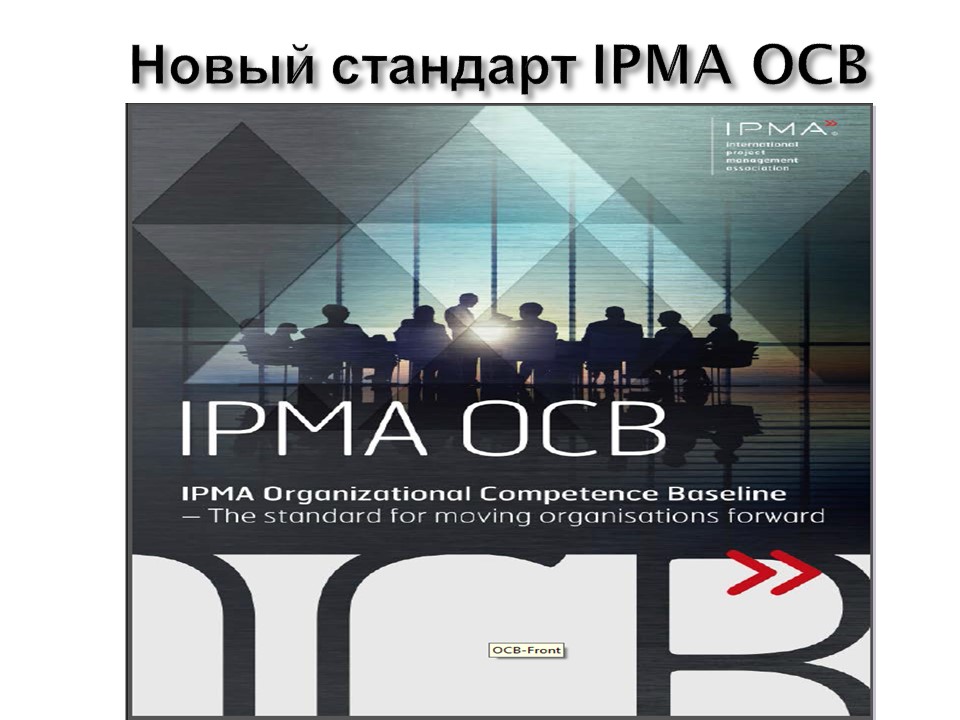 Новый стандарт IPMA OCB
IPMA
international
project
management
association
IPMA OCB
IPMA Organizational Competence Baseline
– The standard for moving organisations forward
OCB
OCB-Front